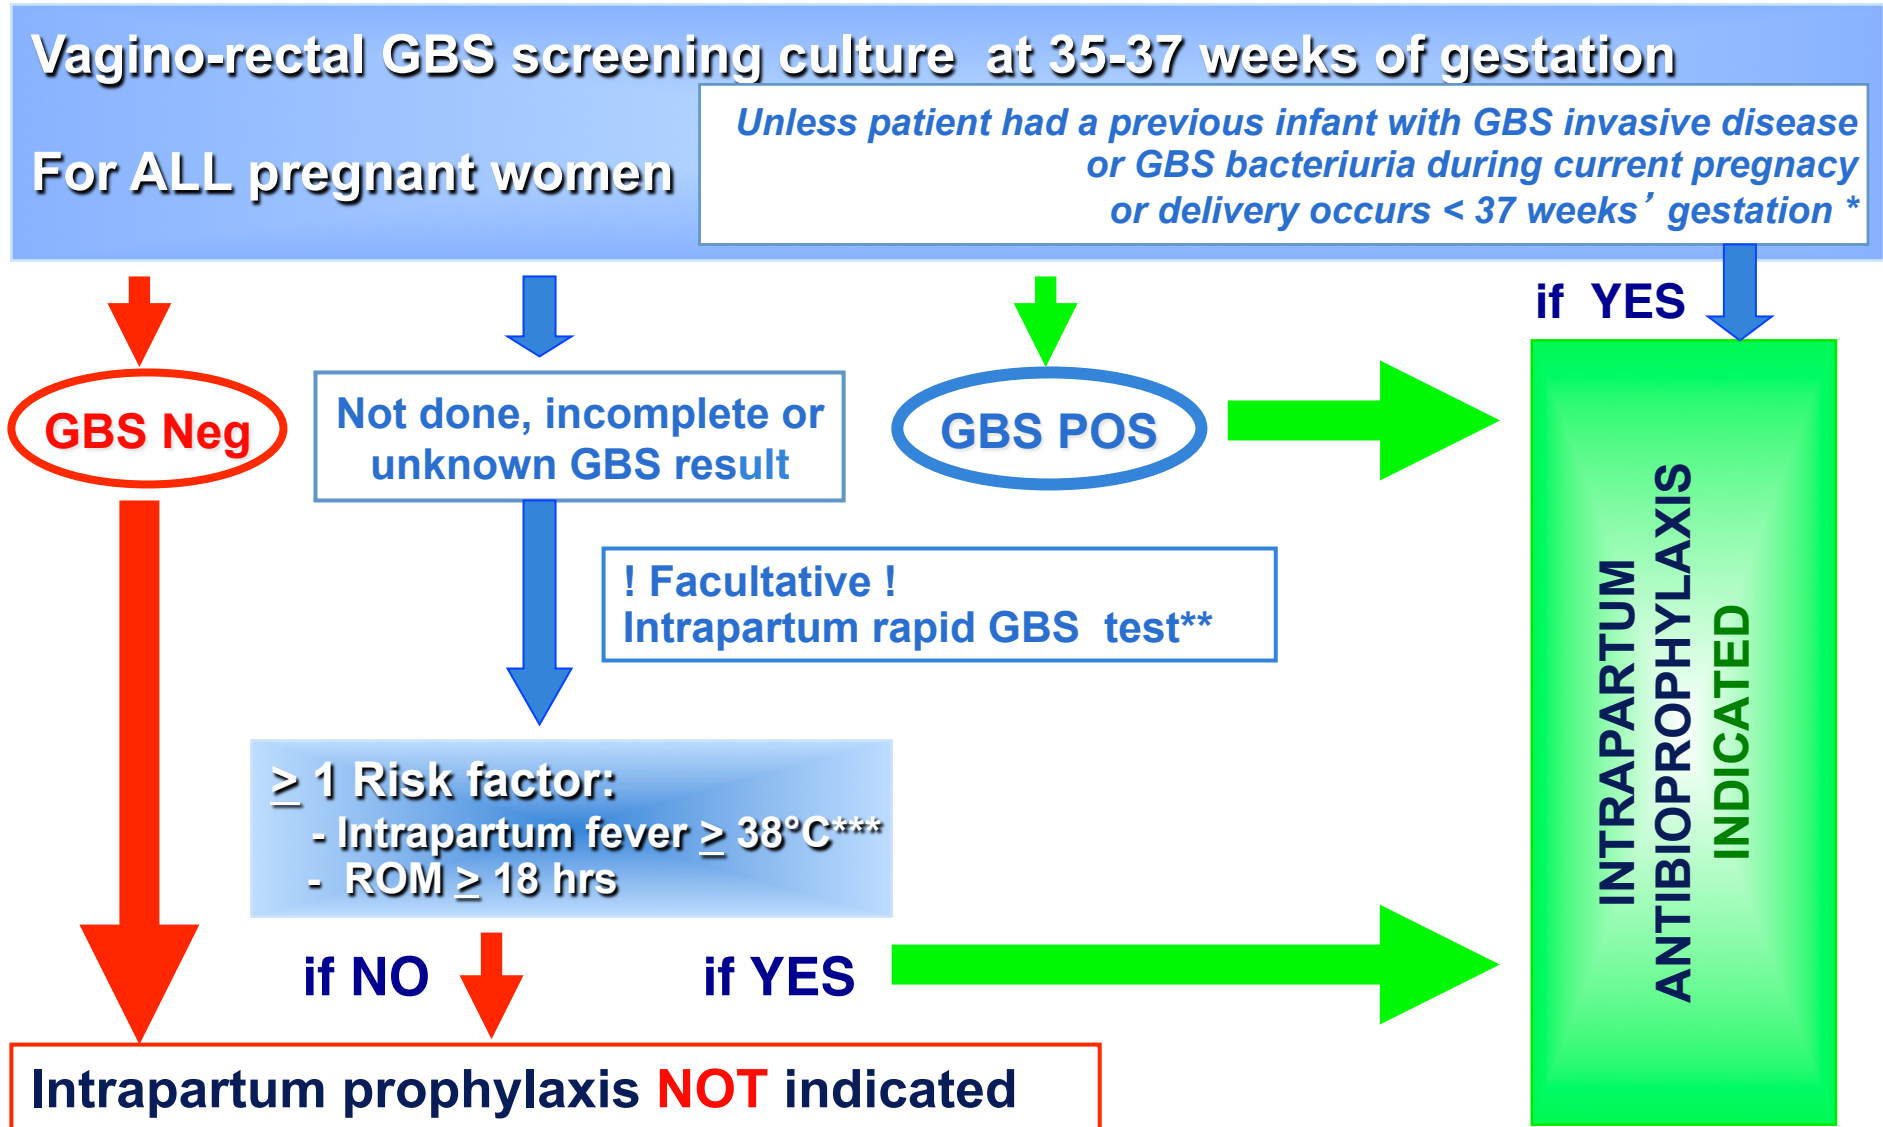 Vagino-rectal GBS screening culture at 35-37 weeks of gestation
For ALL pregnant women
Unless patient had a previous infant with GBS invasive disease
or GBS bacteriuria during current pregnancy
or delivery occurs < 37 weeks’ gestation *
if YES
GBS Neg
Not done, incomplete or
unknown GBS result
GBS POS
! Facultative !
Intrapartum rapid GBS test**
≥ 1 Risk factor:
- Intrapartum fever ≥ 38°C***
- ROM ≥ 18 hrs
if NO
if YES
Intrapartum prophylaxis NOT indicated
INTRAPARTUM
ANTIBIOPROPHYLAXIS
INDICATED